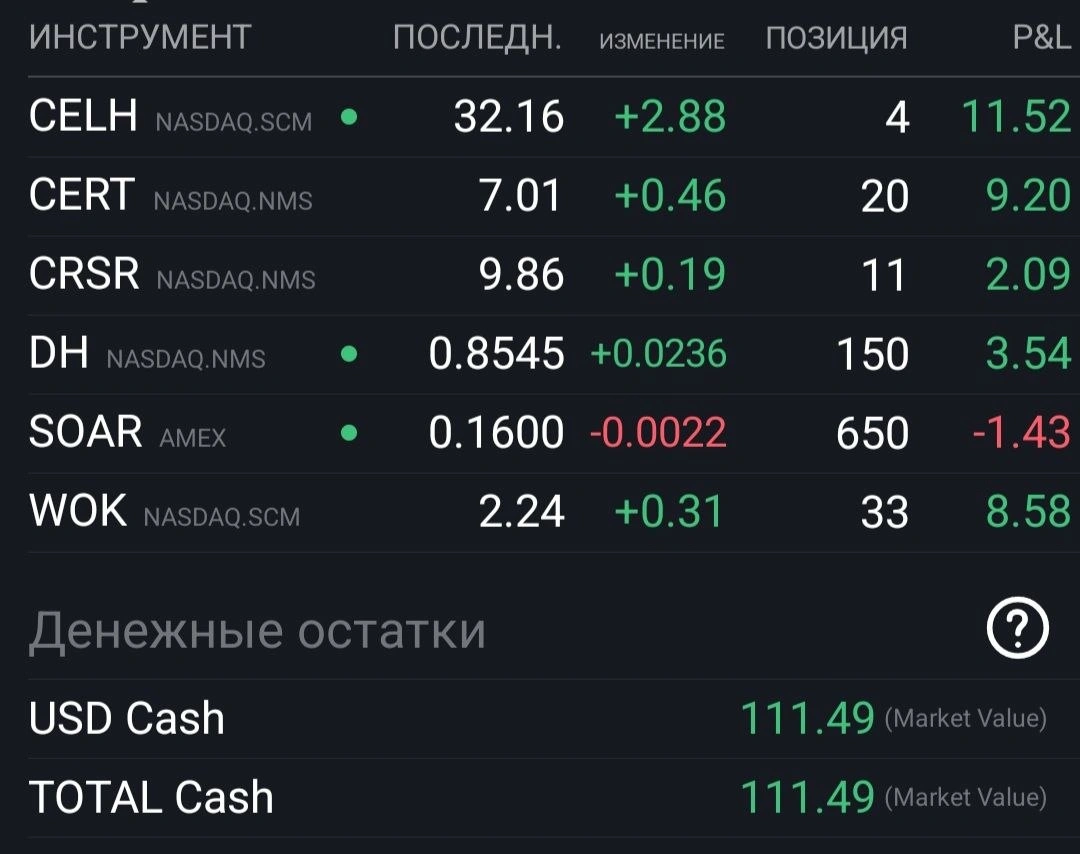 ИНСТРУМЕНТ ПОСЛЕДН. ИЗМЕНЕНИЕ ПОЗИЦИЯ P&L
CELH NASDAQ.SCM 32.16 +2.88 4 11.52
CERT NASDAQ.NMS 7.01 +0.46 20 9.20
CRSR NASDAQ.NMS 9.86 +0.19 11 2.09
DH NASDAQ.NMS 0.8545 +0.0236 150 3.54
SOAR AMEX 0.1600 -0.0022 650 -1.43
WOK NASDAQ.SCM 2.24 +0.31 33 8.58
Денежные остатки ?
USD Cash 111.49 (Market Value)
TOTAL Cash 111.49 (Market Value)